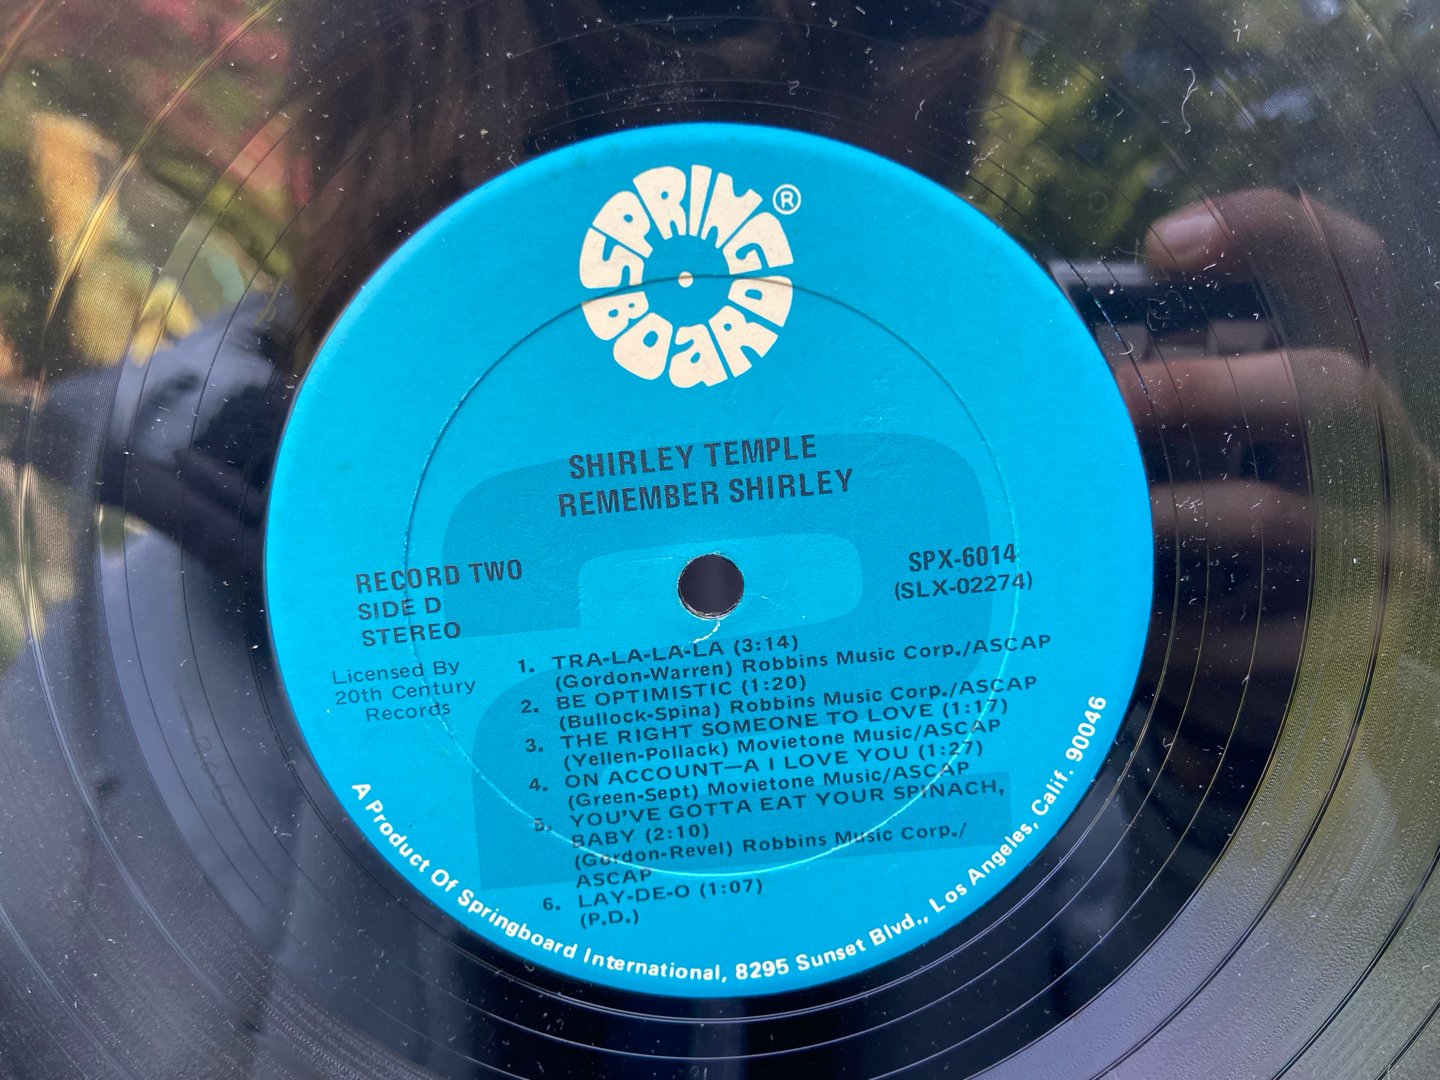 SPRING
BOARD
®
SHIRLEY TEMPLE
REMEMBER SHIRLEY
RECORD TWO
SIDE D
STEREO
SPX-6014
(SLX-02274)
Licensed By
20th Century
Records
1. TRA-LA-LA-LA (3:14)
(Gordon-Warren) Robbins Music Corp./ASCAP
2. BE OPTIMISTIC (1:20)
(Bullock-Spina) Robbins Music Corp./ASCAP
3. THE RIGHT SOMEONE TO LOVE (1:17)
(Yellen-Pollack) Movietone Music/ASCAP
4. ON ACCOUNT—A I LOVE YOU (1:27)
(Green-Sept) Movietone Music/ASCAP
5. YOU'VE GOTTA EAT YOUR SPINACH,
BABY (2:10)
(Gordon-Revel) Robbins Music Corp./
ASCAP
6. LAY-DE-O (1:07)
(P.D.)
A Product Of Springboard International, 8295 Sunset Blvd., Los Angeles, Calif. 90046